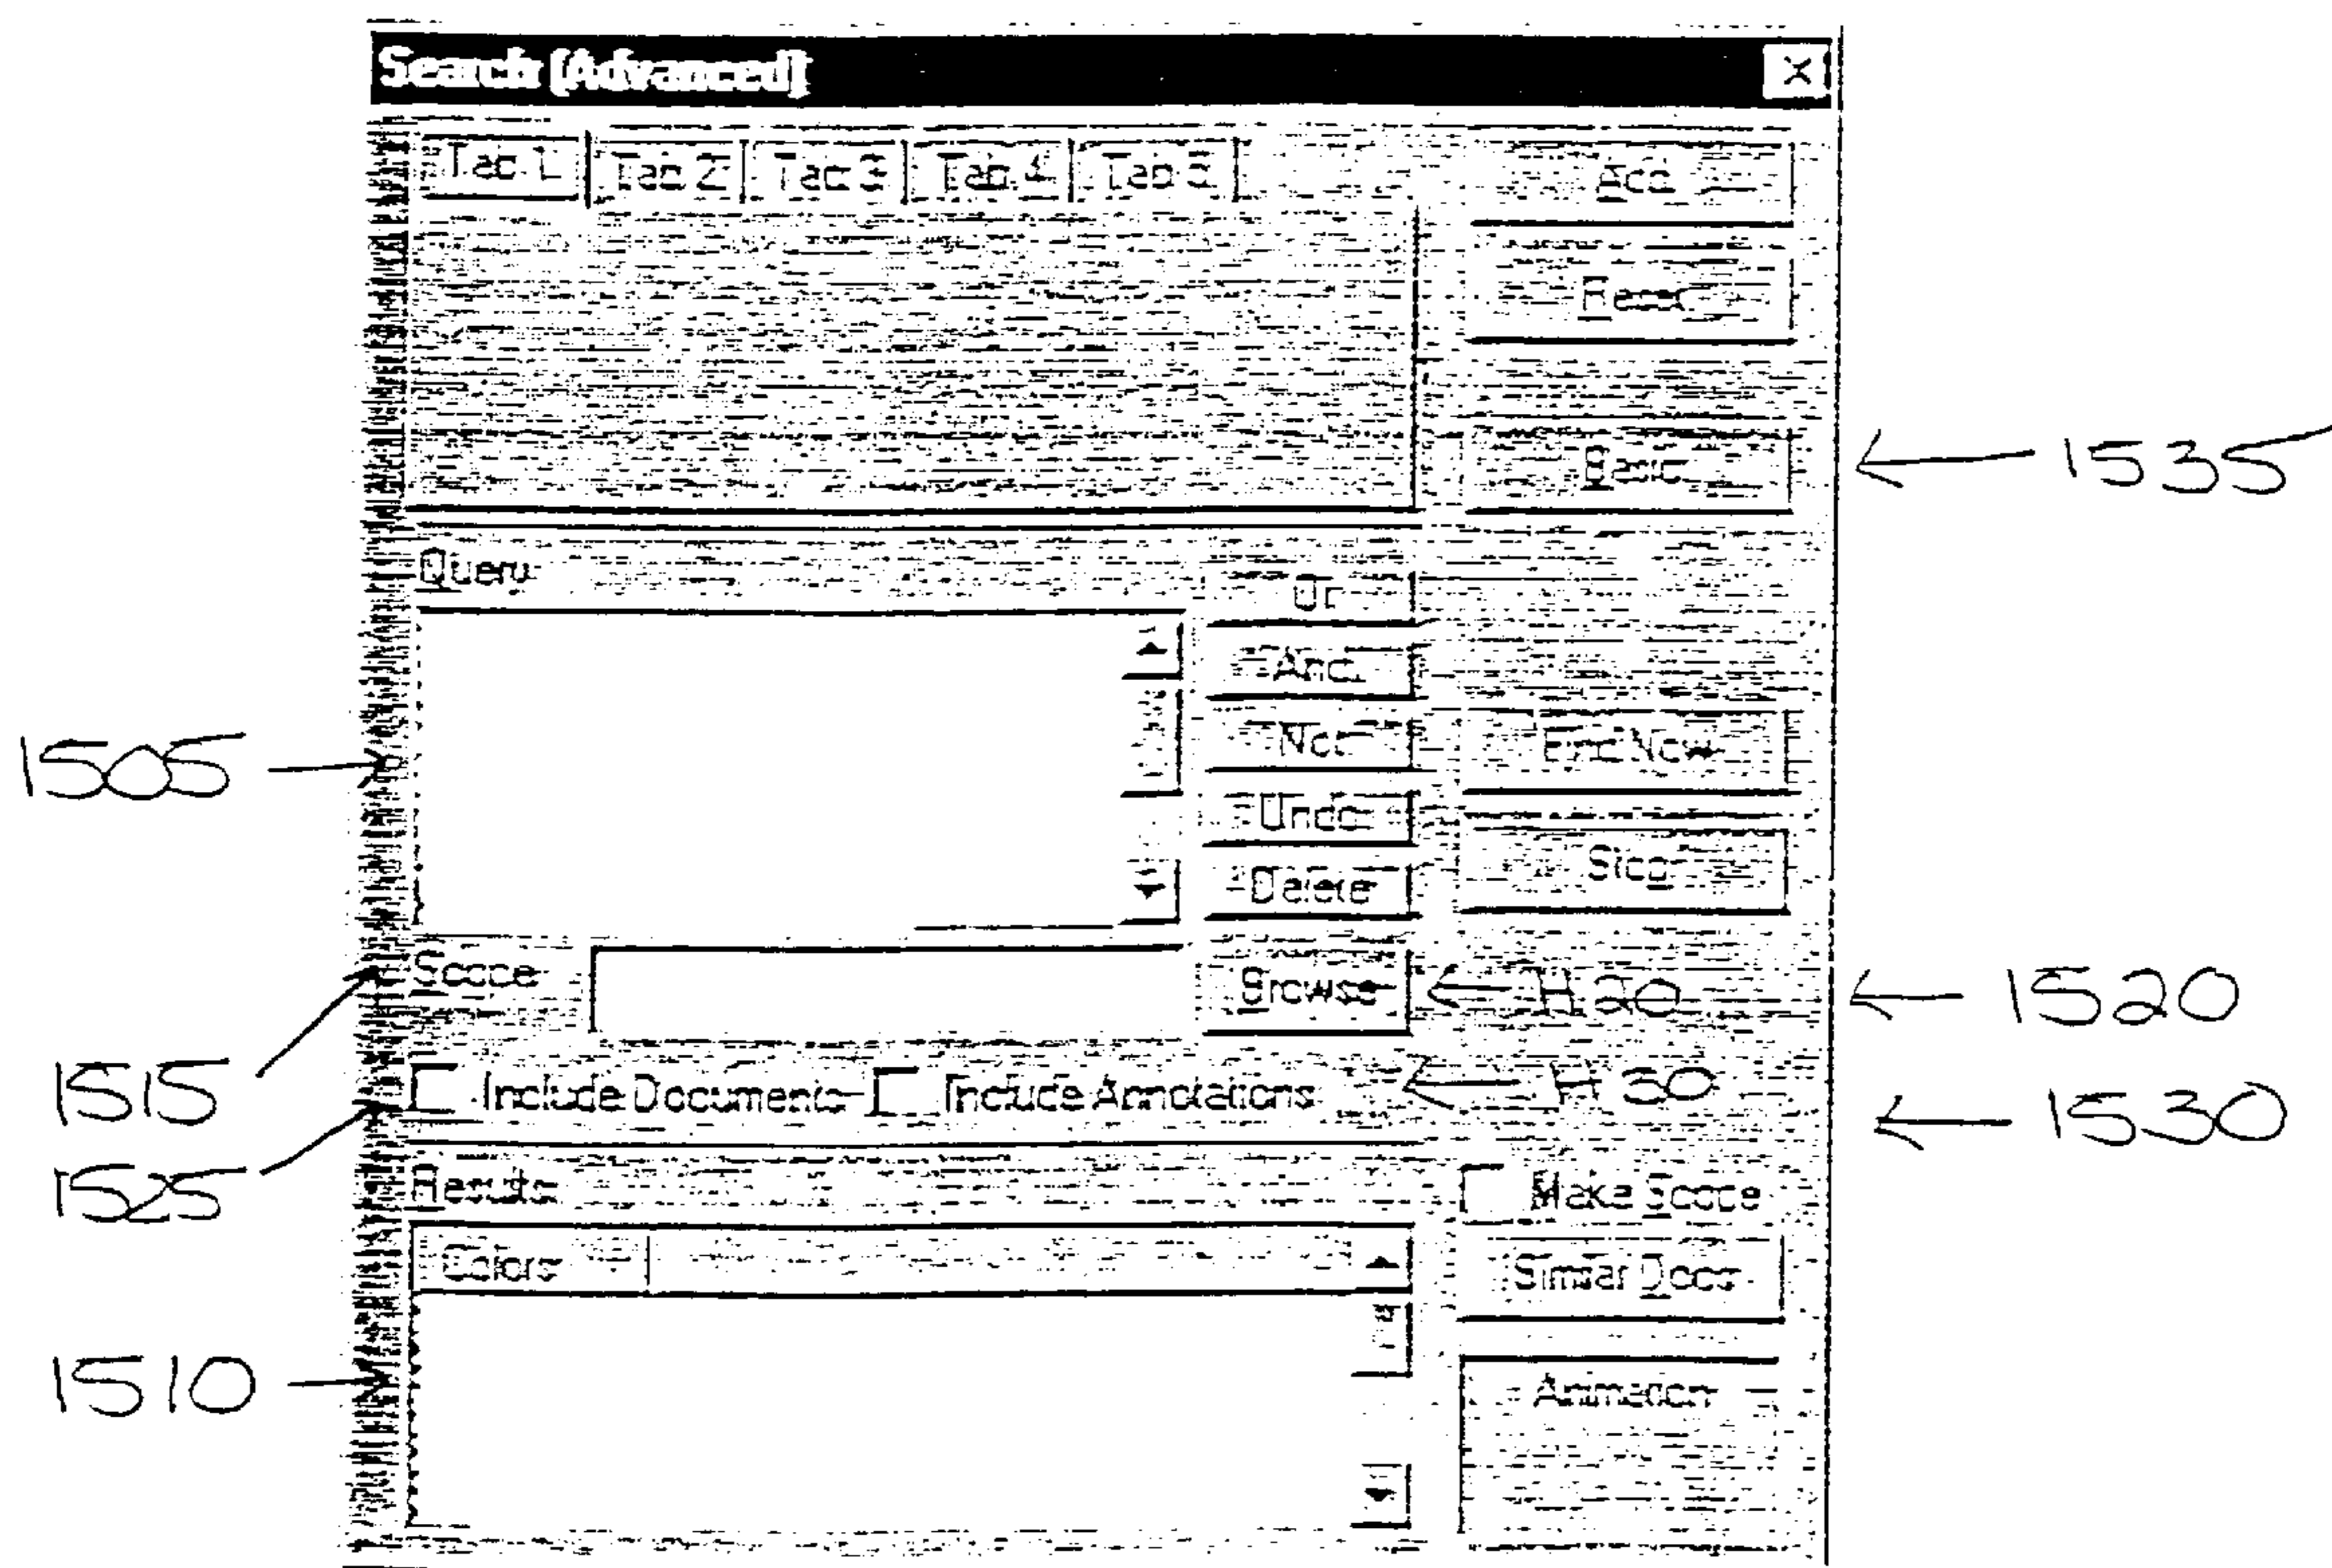 Search (Advanced)
Tab 1 Tab 2 Tab 3 Tab 4 Tab 5 Add
Reset
Basic ← 1535
Query
Or
And
Not Find Now
1505 → Undo
Stop
Delete
Scope Browse ← H20 ← 1520
1515
Include Documents Include Annotations ← H30 ← 1530
1525
Results Make Scope
Colors Similar Docs
1510 → Animation